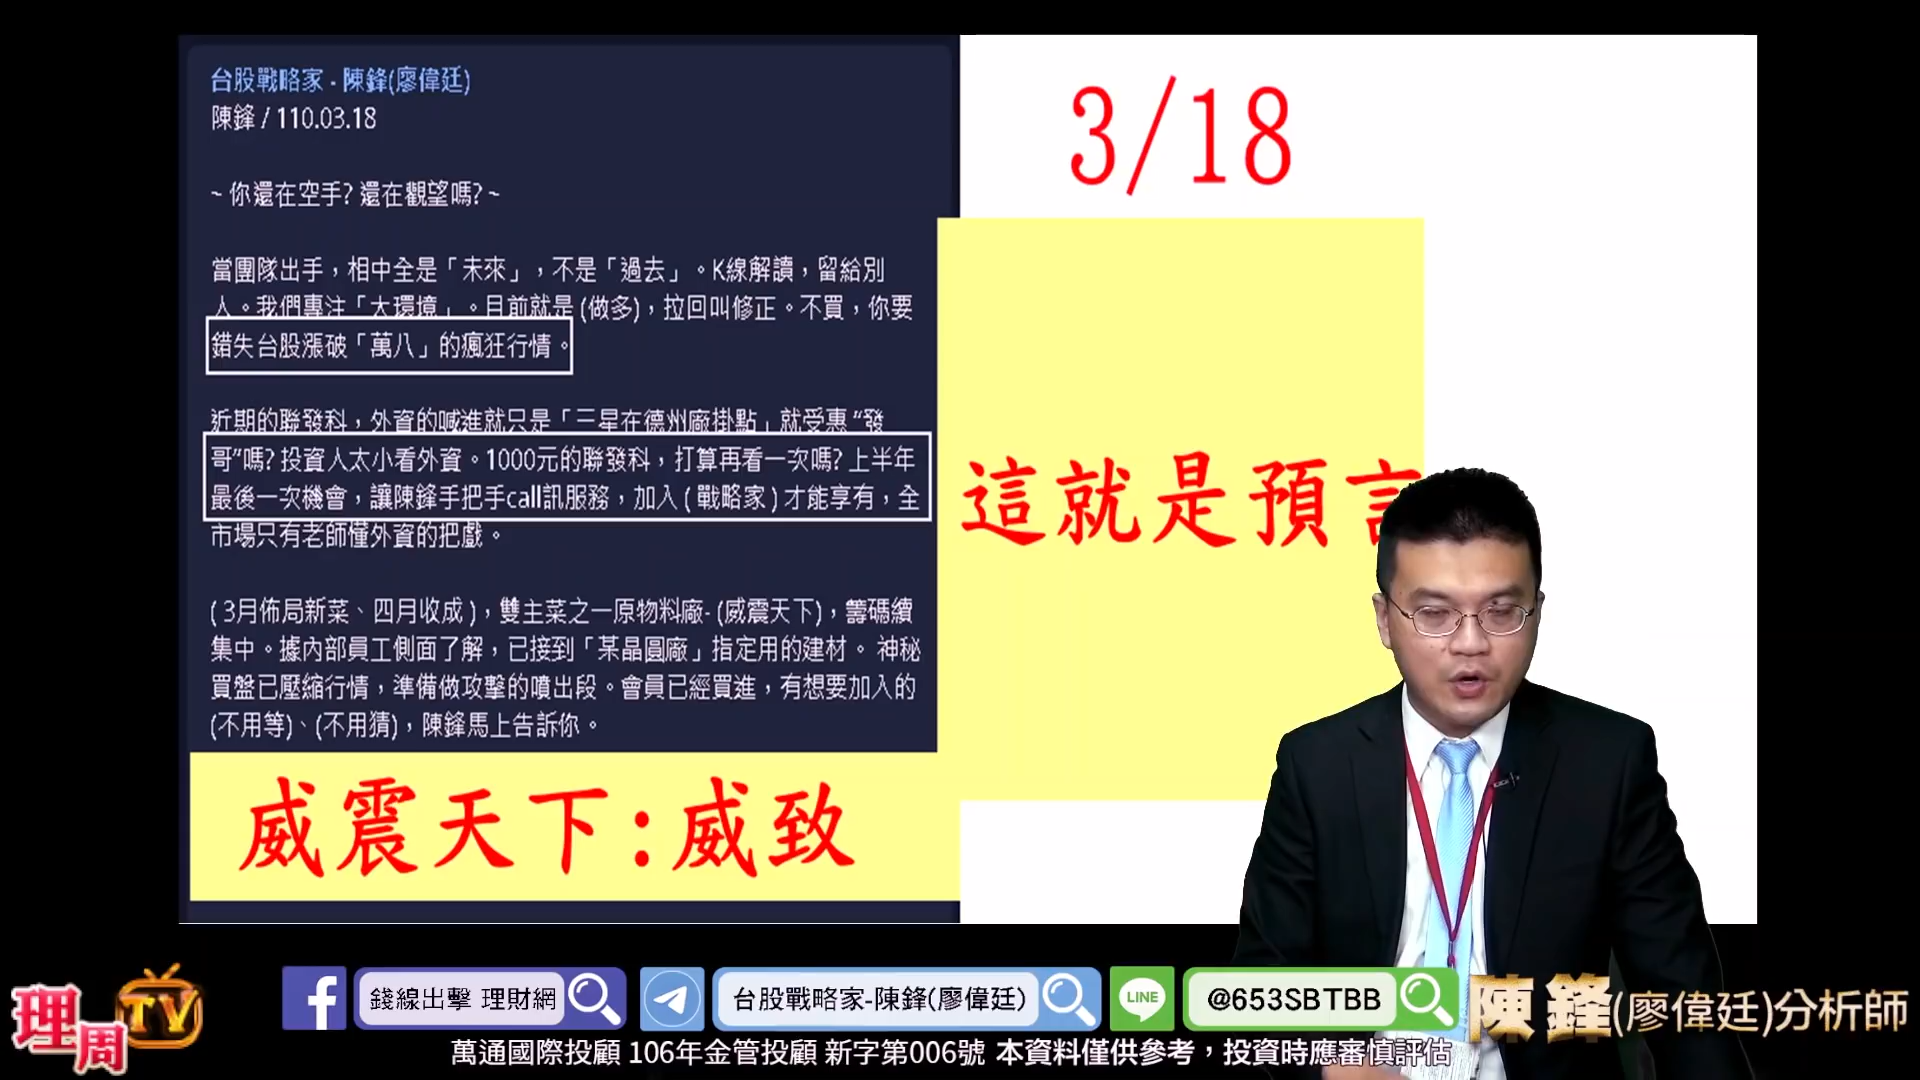 台股戰略家 - 陳鋒(廖偉廷)
陳鋒 / 110.03.18
~ 你還在空手? 還在觀望嗎? ~
當團隊出手，相中全是「未來」，不是「過去」。K線解讀，留給別
人。我們專注「大環境」。目前就是 (做多)，拉回叫修正。不買，你要
錯失台股漲破「萬八」的瘋狂行情。
近期的聯發科，外資的喊進就只是「三星在德州廠掛點」就受惠 “發
哥”嗎? 投資人太小看外資。1000元的聯發科，打算再看一次嗎? 上半年
最後一次機會，讓陳鋒手把手call訊服務，加入 ( 戰略家 ) 才能享有，全
市場只有老師懂外資的把戲。
( 3月佈局新菜、四月收成 )，雙主菜之一原物料廠- (威震天下)，籌碼續
集中。據內部員工側面了解，已接到「某晶圓廠」指定用的建材。 神秘
買盤已壓縮行情，準備做攻擊的噴出段。會員已經買進，有想要加入的
(不用等)、(不用猜)，陳鋒馬上告訴你。
威震天下:威致
3/18
這就是預言
理周TV
錢線出擊 理財網
台股戰略家-陳鋒(廖偉廷)
LINE
@653SBTBB
陳鋒(廖偉廷)分析師
萬通國際投顧 106年金管投顧 新字第006號 本資料僅供參考，投資時應審慎評估